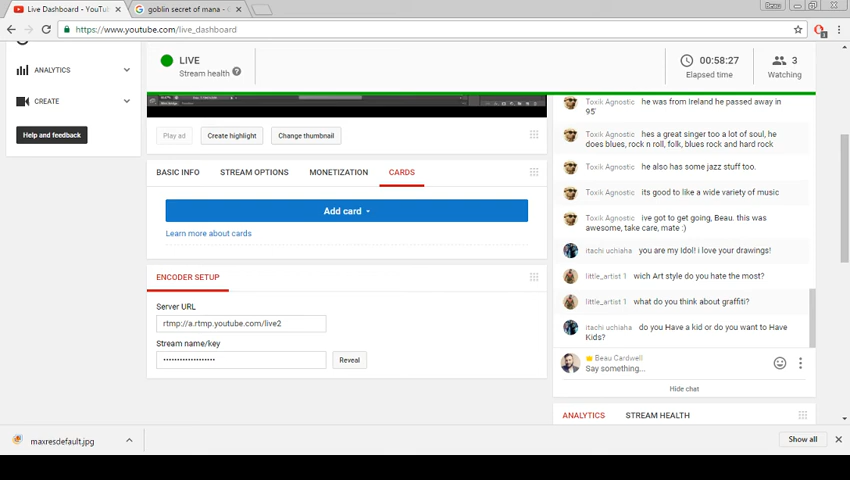 Live Dashboard - YouTu
goblin secret of mana - G
Beau
https://www.youtube.com/live_dashboard
ANALYTICS
CREATE
Help and feedback
LIVE
Stream health
00:58:27
Elapsed time
3
Watching
Play ad
Create highlight
Change thumbnail
BASIC INFO
STREAM OPTIONS
MONETIZATION
CARDS
Add card
Learn more about cards
ENCODER SETUP
Server URL
rtmp://a.rtmp.youtube.com/live2
Stream name/key
••••••••••••••••••••
Reveal
Toxik Agnostic he was from Ireland he passed away in
95'
Toxik Agnostic hes a great singer too a lot of soul, he
does blues, rock n roll, folk, blues rock and hard rock
Toxik Agnostic he also has some jazz stuff too.
Toxik Agnostic its good to like a wide variety of music
Toxik Agnostic ive got to get going, Beau. this was
awesome, take care, mate :)
itachi uchiaha you are my Idol! i love your drawings!
little_artist 1 wich Art style do you hate the most?
little_artist 1 what do you think about graffiti?
itachi uchiaha do you Have a kid or do you want to Have
Kids?
Beau Cardwell
Say something...
Hide chat
ANALYTICS
STREAM HEALTH
maxresdefault.jpg
Show all